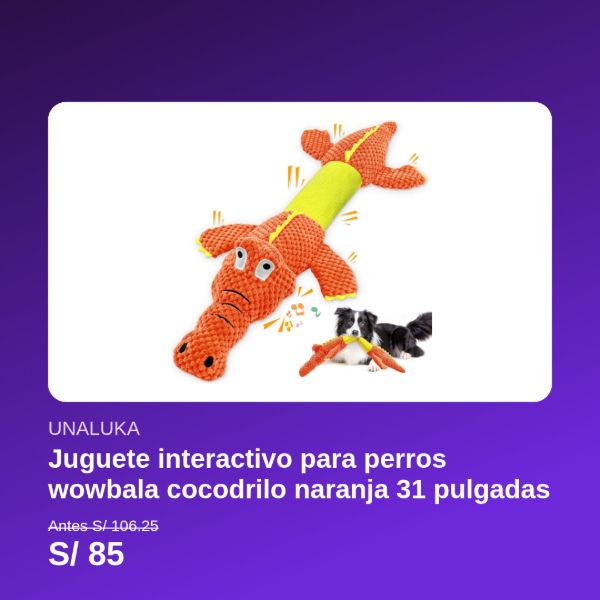 UNALUKA
Juguete interactivo para perros
wowbala cocodrilo naranja 31 pulgadas
Antes S/ 106.25
S/ 85